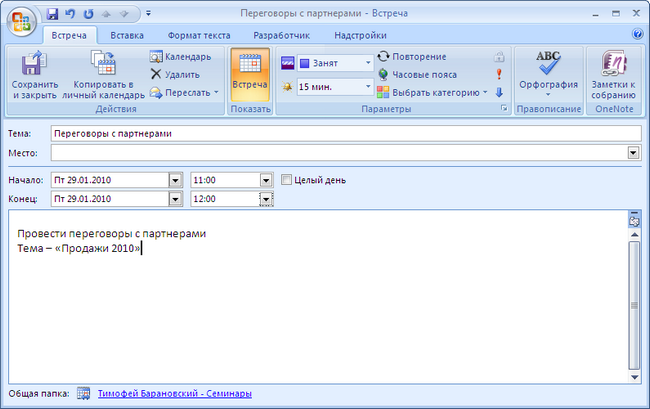 Переговоры с партнерами - Встреча
Встреча Вставка Формат текста Разработчик Надстройки
Сохранить и закрыть
Копировать в личный календарь
Календарь
Удалить
Переслать
Действия
Встреча
Показать
Занят
15 мин.
Повторение
Часовые пояса
Выбрать категорию
Параметры
ABC
Орфография
Правописание
Заметки к собранию
OneNote
Тема: Переговоры с партнерами
Место:
Начало: Пт 29.01.2010 11:00 Целый день
Конец: Пт 29.01.2010 12:00
Провести переговоры с партнерами
Тема – «Продажи 2010»
Общая папка: Тимофей Барановский - Семинары